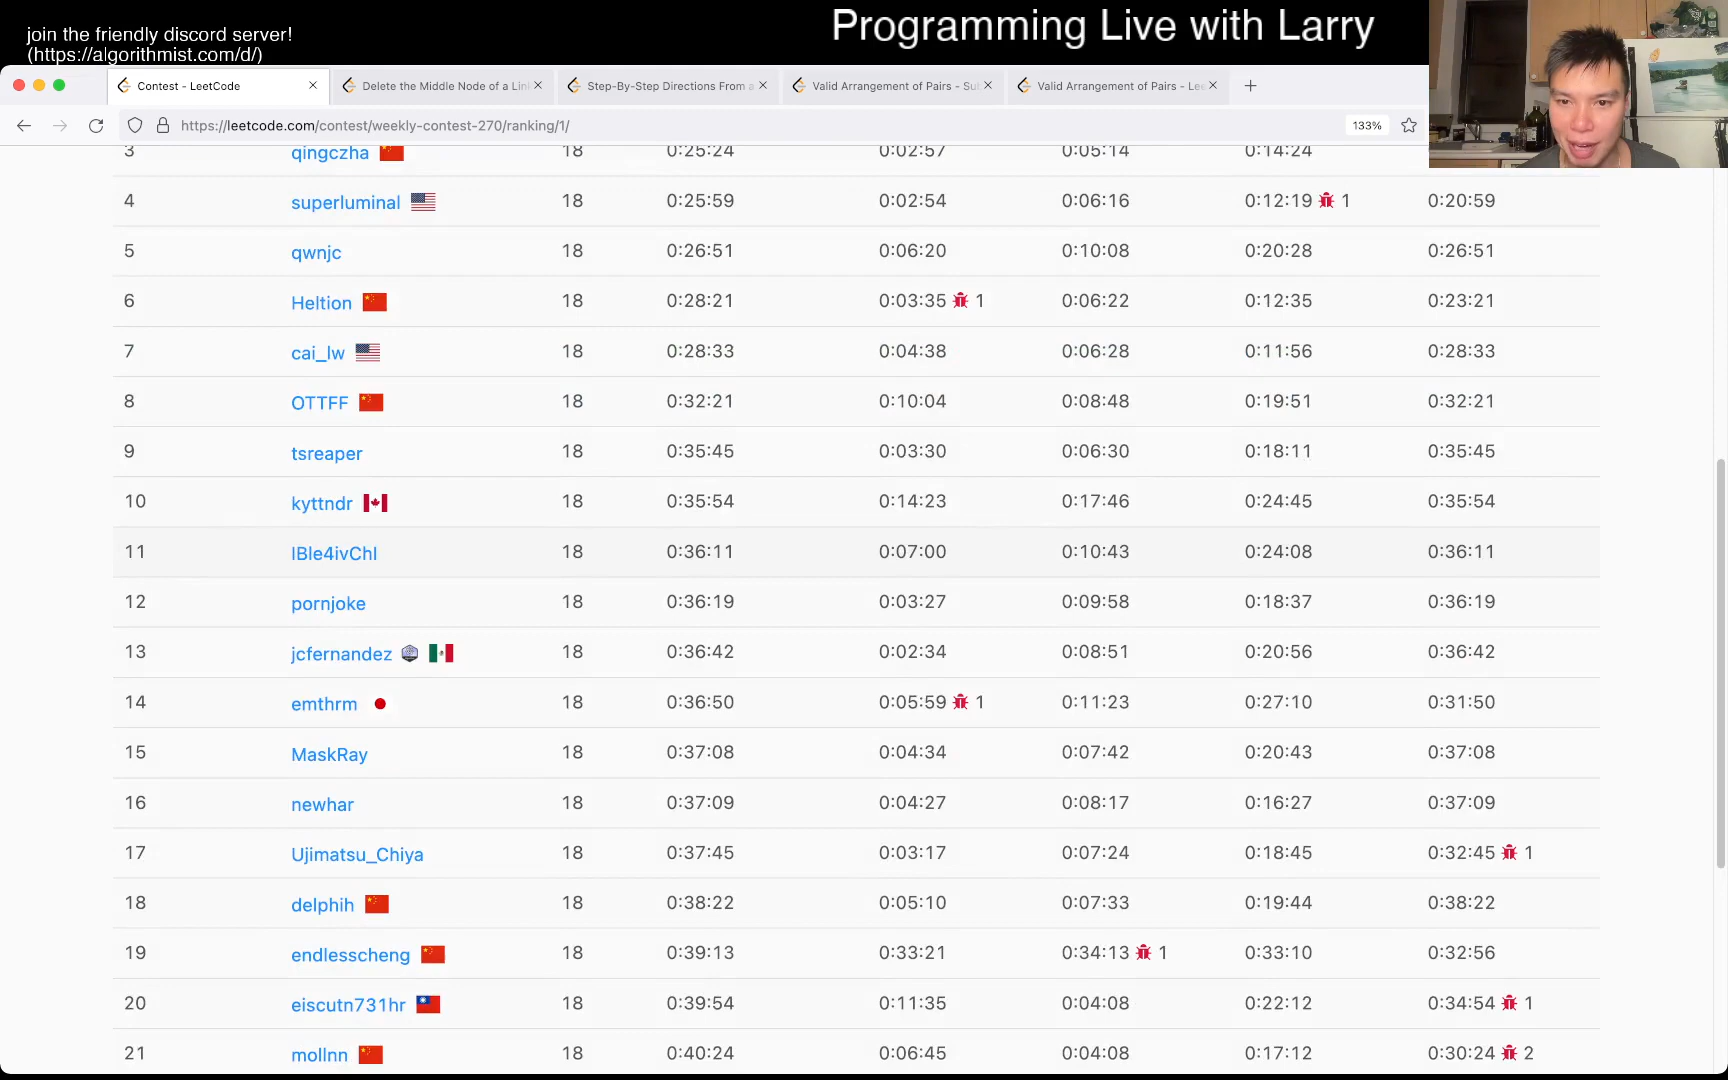 join the friendly discord server!
(https://algorithmist.com/d/)
Programming Live with Larry
Contest - LeetCode
Delete the Middle Node of a Lin
Step-By-Step Directions From a
Valid Arrangement of Pairs - Su
Valid Arrangement of Pairs - Le
https://leetcode.com/contest/weekly-contest-270/ranking/1/
133%
3 qingczha 18 0:25:24 0:02:57 0:05:14 0:14:24
4 superluminal 18 0:25:59 0:02:54 0:06:16 0:12:19 1 0:20:59
5 qwnjc 18 0:26:51 0:06:20 0:10:08 0:20:28 0:26:51
6 Heltion 18 0:28:21 0:03:35 1 0:06:22 0:12:35 0:23:21
7 cai_lw 18 0:28:33 0:04:38 0:06:28 0:11:56 0:28:33
8 OTTFF 18 0:32:21 0:10:04 0:08:48 0:19:51 0:32:21
9 tsreaper 18 0:35:45 0:03:30 0:06:30 0:18:11 0:35:45
10 kyttndr 18 0:35:54 0:14:23 0:17:46 0:24:45 0:35:54
11 18 0:36:11 0:07:00 0:10:43 0:24:08 0:36:11
12 pornjoke 18 0:36:19 0:03:27 0:09:58 0:18:37 0:36:19
13 jcfernandez 18 0:36:42 0:02:34 0:08:51 0:20:56 0:36:42
14 emthrm 18 0:36:50 0:05:59 1 0:11:23 0:27:10 0:31:50
15 MaskRay 18 0:37:08 0:04:34 0:07:42 0:20:43 0:37:08
16 newhar 18 0:37:09 0:04:27 0:08:17 0:16:27 0:37:09
17 Ujimatsu_Chiya 18 0:37:45 0:03:17 0:07:24 0:18:45 0:32:45 1
18 delphih 18 0:38:22 0:05:10 0:07:33 0:19:44 0:38:22
19 endlesscheng 18 0:39:13 0:33:21 0:34:13 1 0:33:10 0:32:56
20 eiscutn731hr 18 0:39:54 0:11:35 0:04:08 0:22:12 0:34:54 1
21 mollnn 18 0:40:24 0:06:45 0:04:08 0:17:12 0:30:24 2